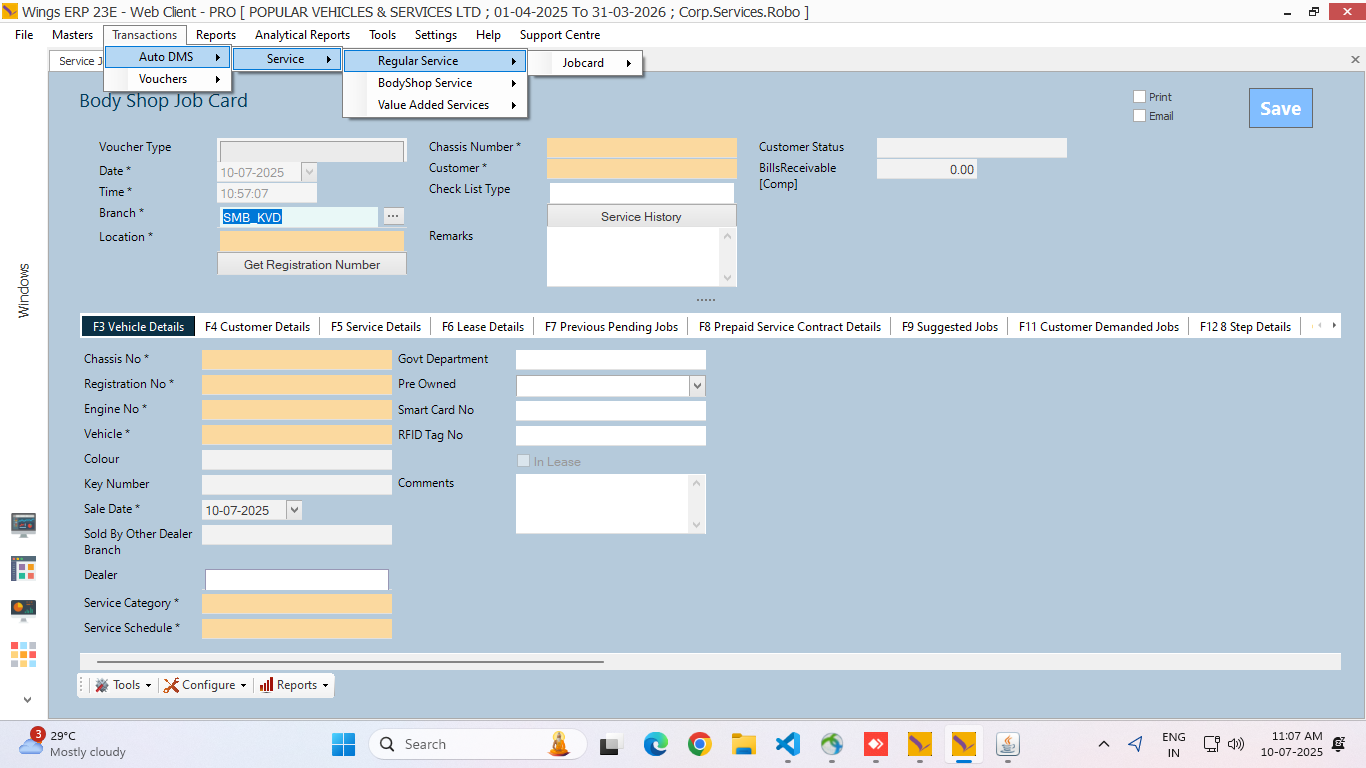 Wings ERP 23E - Web Client - PRO [ POPULAR VEHICLES & SERVICES LTD ; 01-04-2025 To 31-03-2026 ; Corp.Services.Robo ]
File Masters Transactions Reports Analytical Reports Tools Settings Help Support Centre
Service J
Auto DMS
Vouchers
Service
Regular Service
BodyShop Service
Value Added Services
Jobcard
Body Shop Job Card
Print
Email
Save
Voucher Type
Date *
10-07-2025
Time *
10:57:07
Branch *
SMB_KVD
...
Location *
Get Registration Number
Chassis Number *
Customer *
Check List Type
Service History
Remarks
Customer Status
BillsReceivable
[Comp]
0.00
Windows
F3 Vehicle Details F4 Customer Details F5 Service Details F6 Lease Details F7 Previous Pending Jobs F8 Prepaid Service Contract Details F9 Suggested Jobs F11 Customer Demanded Jobs F12 8 Step Details
Chassis No *
Registration No *
Engine No *
Vehicle *
Colour
Key Number
Sale Date *
10-07-2025
Sold By Other Dealer
Branch
Dealer
Service Category *
Service Schedule *
Govt Department
Pre Owned
Smart Card No
RFID Tag No
In Lease
Comments
Tools Configure Reports
3
29°C
Mostly cloudy
Search
ENG
IN
11:07 AM
10-07-2025